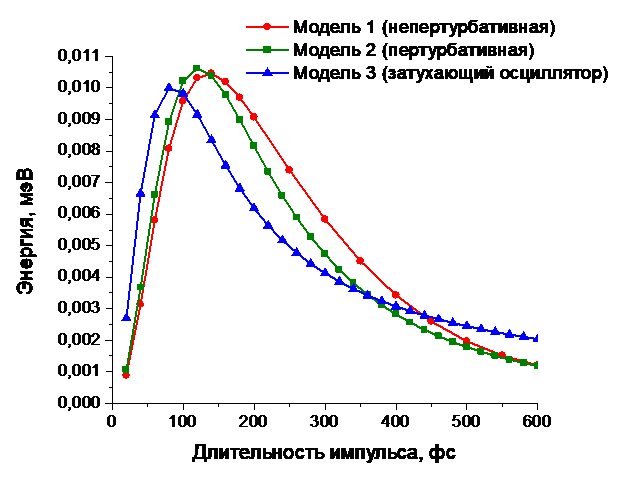 Модель 1 (непертурбативная)
Модель 2 (пертурбативная)
Модель 3 (затухающий осциллятор)
0,011
0,010
0,009
0,008
0,007
0,006
0,005
0,004
0,003
0,002
0,001
0,000
Энергия, мэВ
0 100 200 300 400 500 600
Длительность импульса, фс